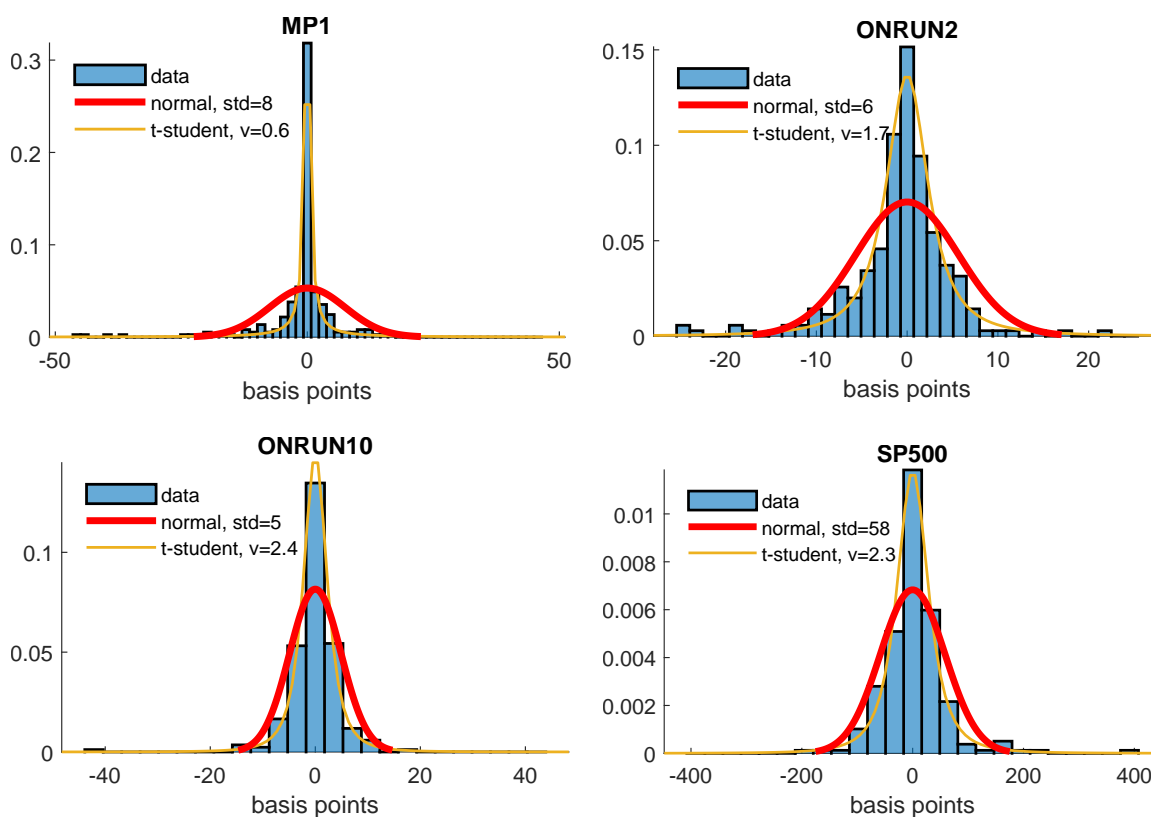 MP1
0.3
0.2
0.1
0
data
normal, std=8
t-student, v=0.6
-50
0
50
basis points
ONRUN2
0.15
0.1
0.05
0
data
normal, std=6
t-student, v=1.7
-20
-10
0
10
20
basis points
ONRUN10
0.1
0.05
0
data
normal, std=5
t-student, v=2.4
-40
-20
0
20
40
basis points
SP500
0.01
0.008
0.006
0.004
0.002
0
data
normal, std=58
t-student, v=2.3
-400
-200
0
200
400
basis points